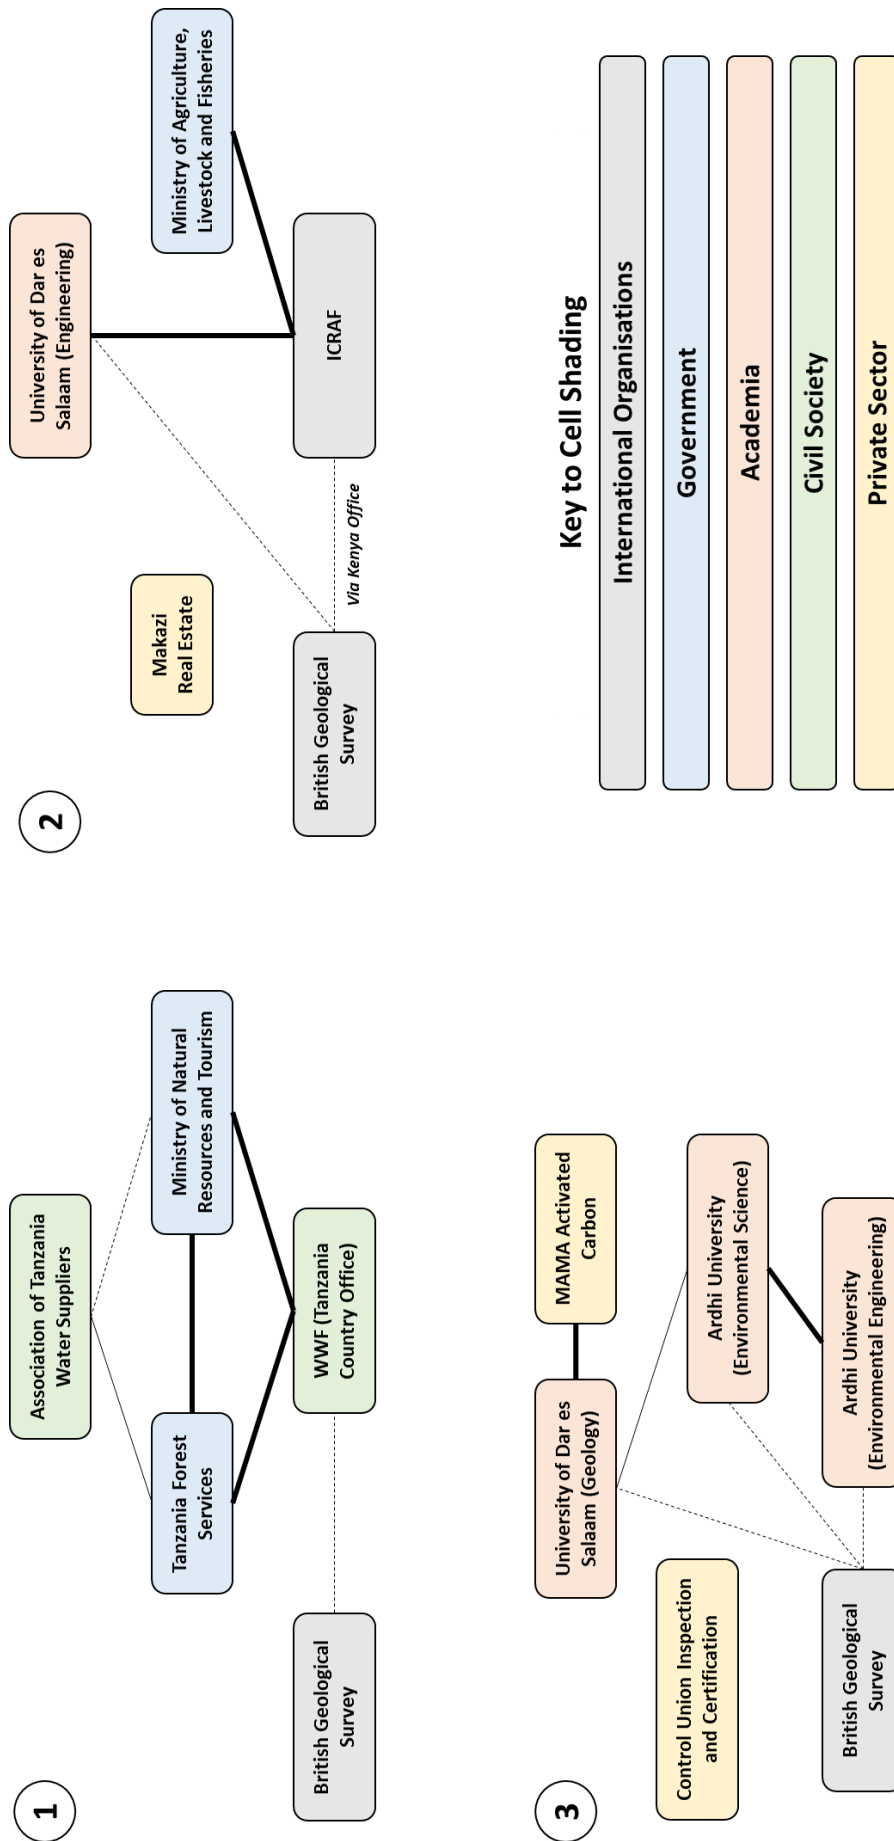 1
Association of Tanzania
Water Suppliers
Tanzania Forest
Services
Ministry of Natural
Resources and Tourism
British Geological
Survey
WWF (Tanzania
Country Office)
2
University of Dar es
Salaam (Engineering)
Makazi
Real Estate
Ministry of Agriculture,
Livestock and Fisheries
British Geological
Survey
Via Kenya Office
ICRAF
3
University of Dar es
Salaam (Geology)
MAMA Activated
Carbon
Control Union Inspection
and Certification
Ardhi University
(Environmental Science)
British Geological
Survey
Ardhi University
(Environmental Engineering)
Key to Cell Shading
International Organisations
Government
Academia
Civil Society
Private Sector